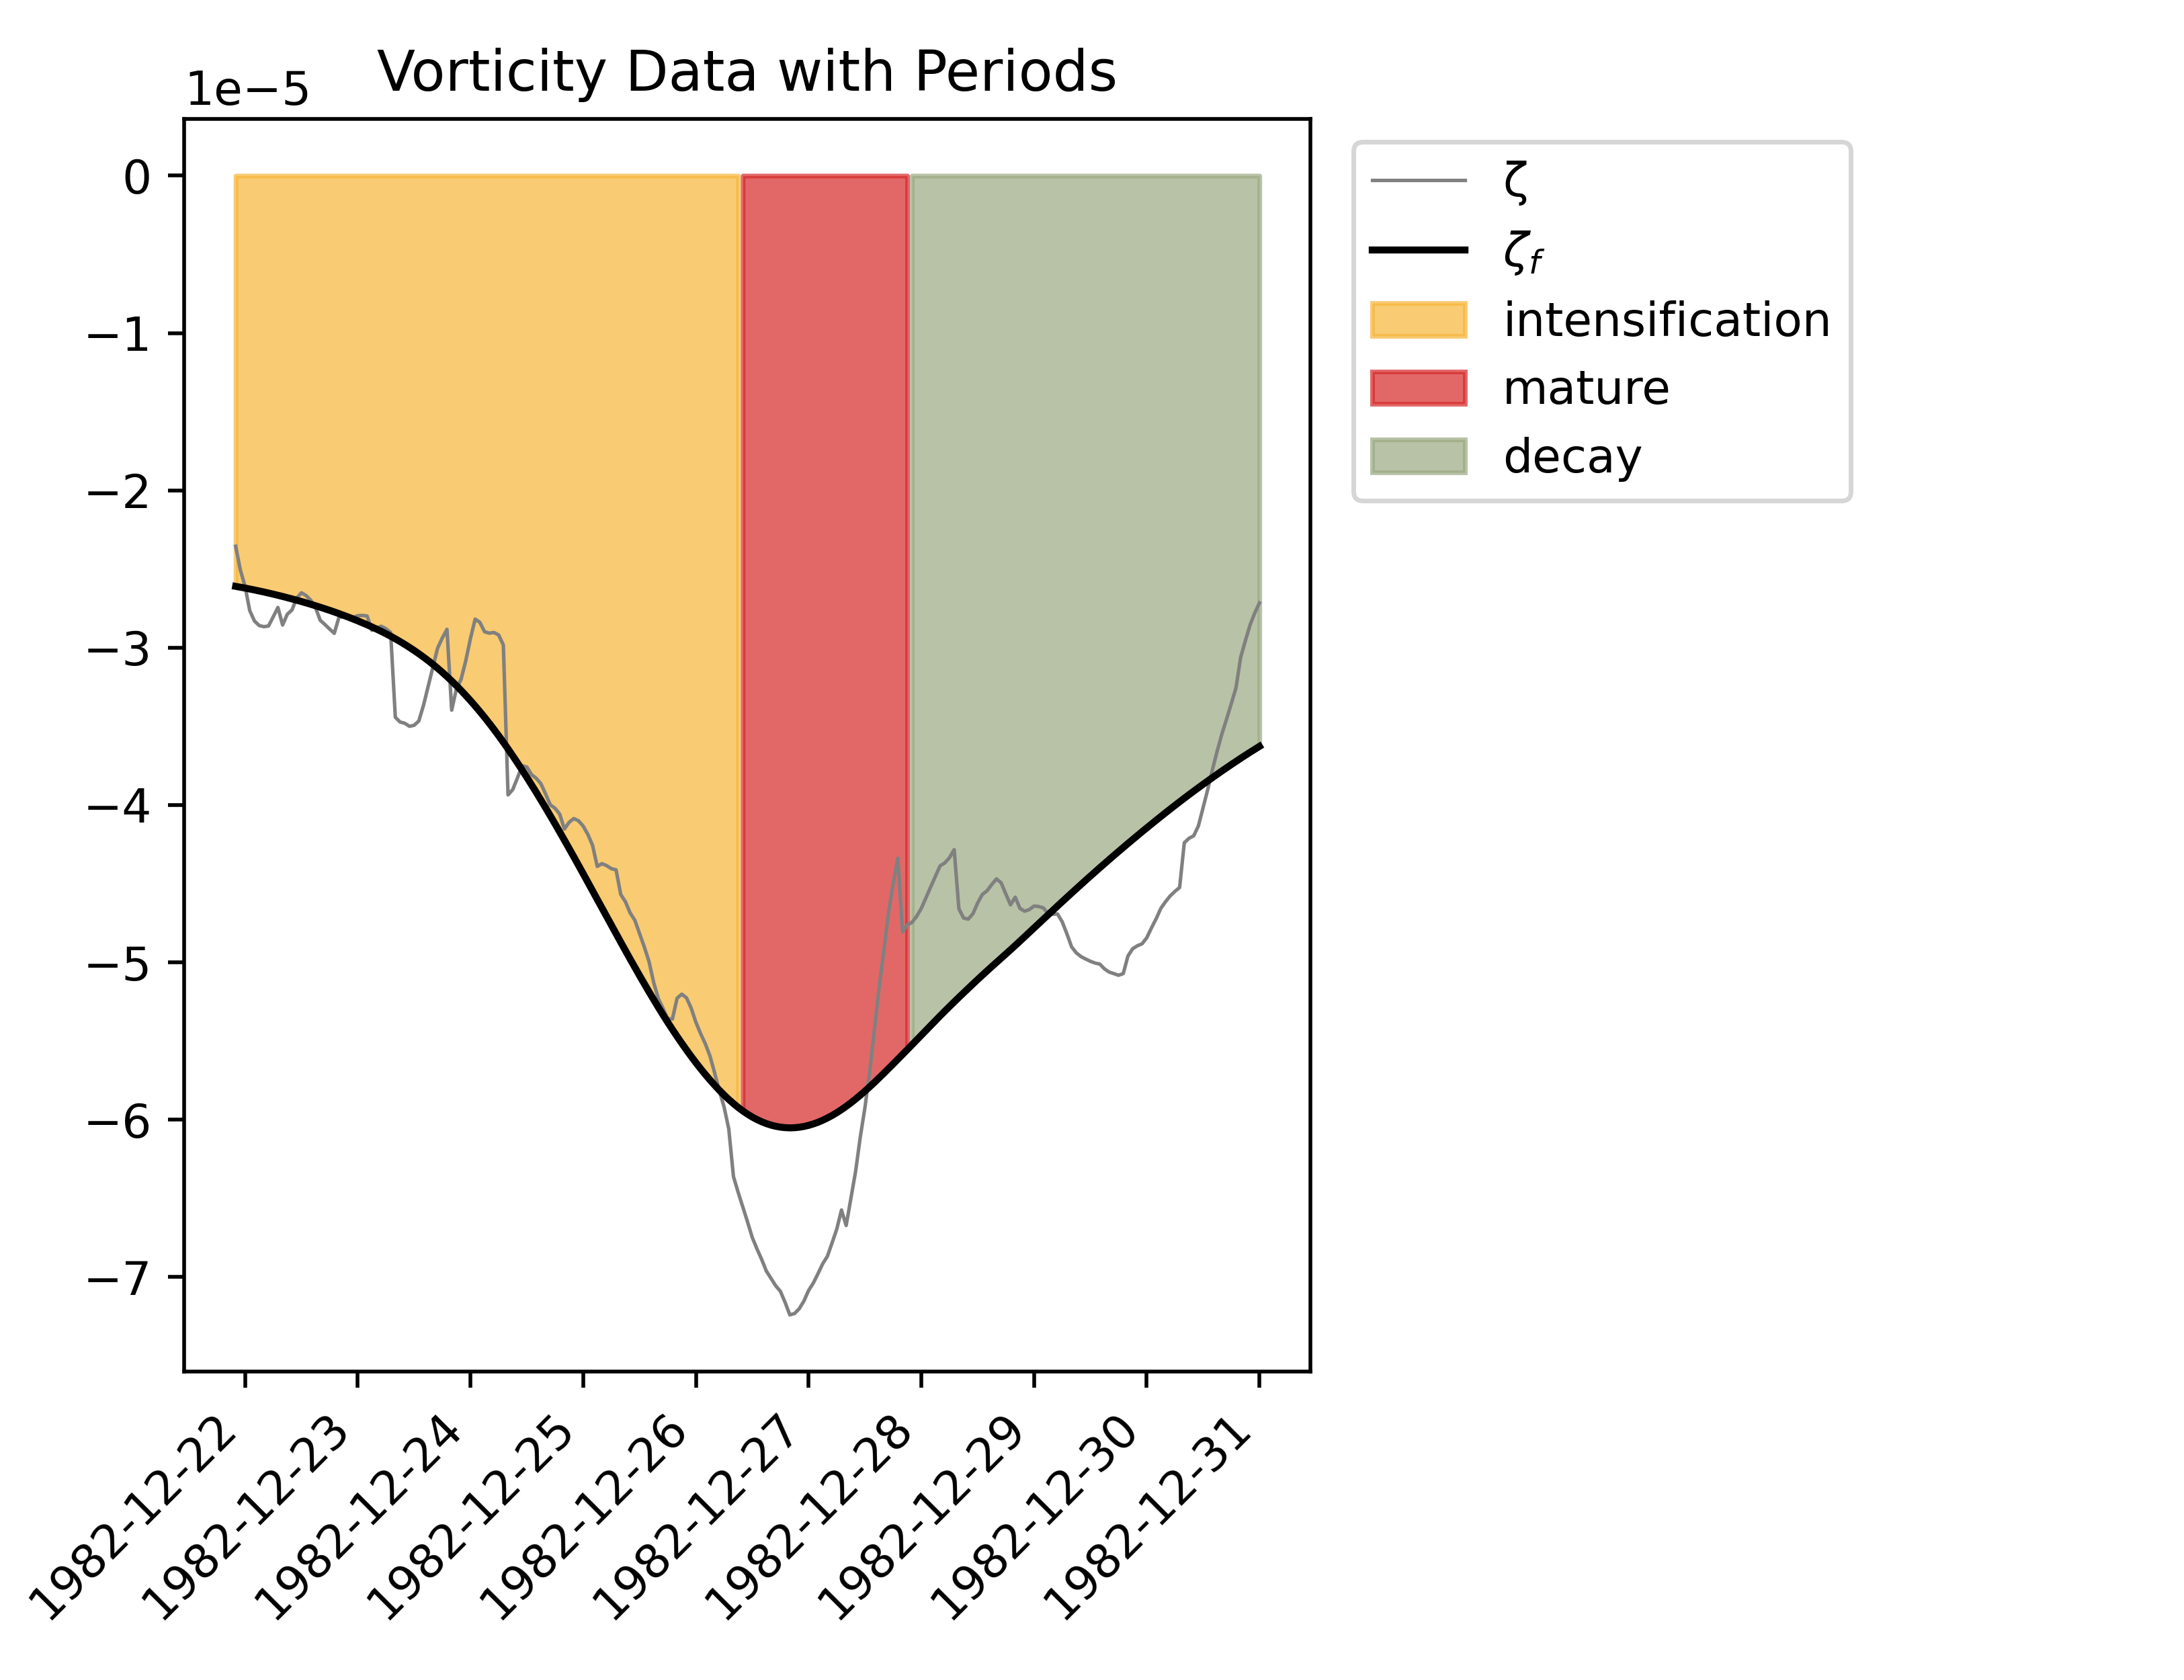 Vorticity Data with Periods
1e−5
0
−1
−2
−3
−4
−5
−6
−7
1982-12-22
1982-12-23
1982-12-24
1982-12-25
1982-12-26
1982-12-27
1982-12-28
1982-12-29
1982-12-30
1982-12-31
ζ
ζf
intensification
mature
decay